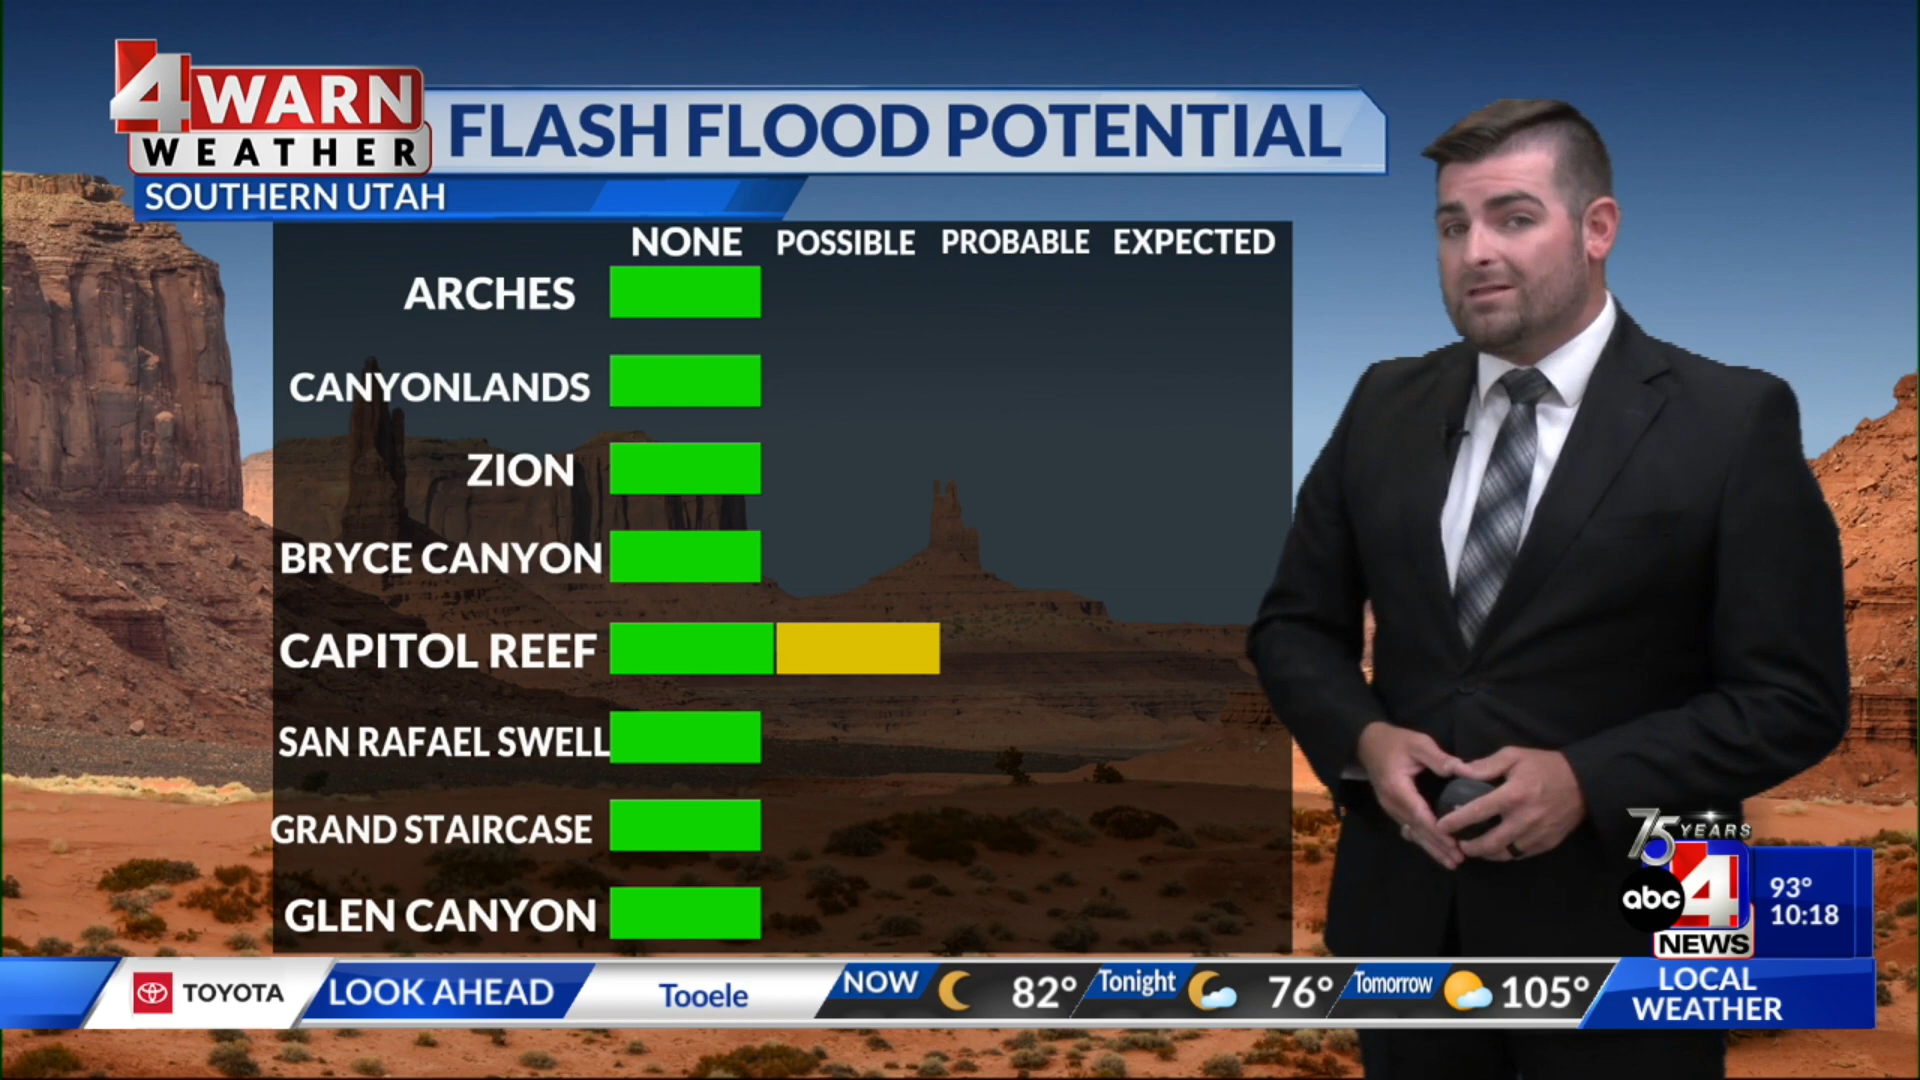 4 WARN
WEATHER
FLASH FLOOD POTENTIAL
SOUTHERN UTAH
NONE POSSIBLE PROBABLE EXPECTED
ARCHES
CANYONLANDS
ZION
BRYCE CANYON
CAPITOL REEF
SAN RAFAEL SWELL
GRAND STAIRCASE
GLEN CANYON
75 YEARS
abc 4
NEWS
93°
10:18
TOYOTA
LOOK AHEAD
Tooele
NOW 82°
Tonight 76°
Tomorrow 105°
LOCAL
WEATHER